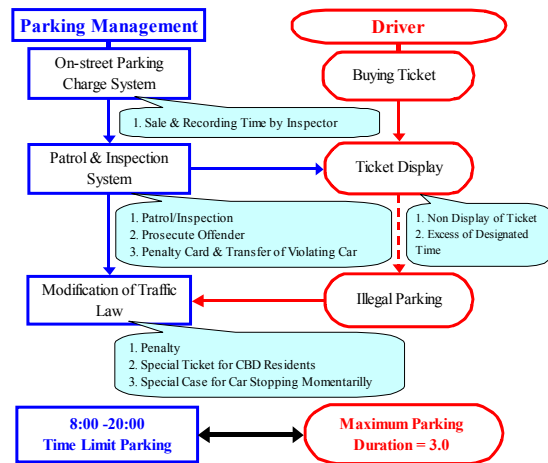 Parking Management
Driver
On-street Parking
Charge System
Buying Ticket
1. Sale & Recording Time by Inspector
Patrol & Inspection
System
Ticket Display
1. Patrol/Inspection
2. Prosecute Offender
3. Penalty Card & Transfer of Violating Car
1. Non Display of Ticket
2. Excess of Designated
Time
Modification of Traffic
Law
Illegal Parking
1. Penalty
2. Special Ticket for CBD Residents
3. Special Case for Car Stopping Momentarilly
8:00 -20:00
Time Limit Parking
Maximum Parking
Duration = 3.0